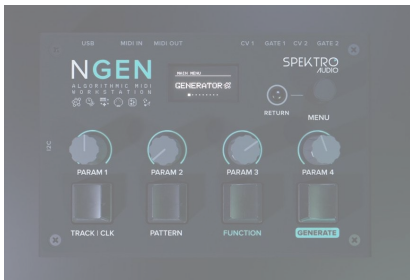 USB MIDI IN MIDI OUT CV 1 GATE 1 CV 2 GATE 2
NGEN
ALGORITHMIC MIDI
WORKSTATION
MAIN MENU
GENERATOR
SPEKTRO
AUDIO
RETURN
MENU
I2C
PARAM 1 PARAM 2 PARAM 3 PARAM 4
TRACK | CLK PATTERN FUNCTION GENERATE